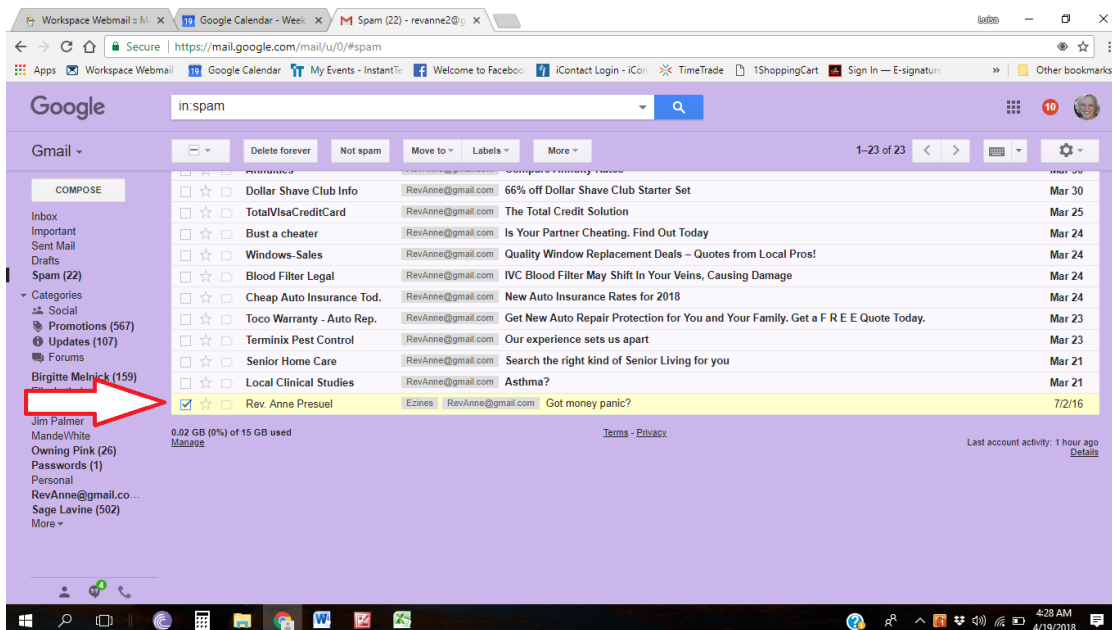 Workspace Webmail :: M
Google Calendar - Week
Spam (22) - revanne2@g
Luisa
Secure | https://mail.google.com/mail/u/0/#spam
Apps Workspace Webmail 19 Google Calendar My Events - InstantTe Welcome to Faceboo iContact Login - iCon TimeTrade 1ShoppingCart Sign In — E-signature » Other bookmarks
Google
in:spam
10
Gmail
Delete forever Not spam Move to Labels More 1–23 of 23
COMPOSE
Inbox
Important
Sent Mail
Drafts
Spam (22)
Categories
Social
Promotions (567)
Updates (107)
Forums
Birgitte Melnick (159)
Jim Palmer
MandeWhite
Owning Pink (26)
Passwords (1)
Personal
RevAnne@gmail.co...
Sage Lavine (502)
More
4
Dollar Shave Club Info RevAnne@gmail.com 66% off Dollar Shave Club Starter Set Mar 30
TotalVIsaCreditCard RevAnne@gmail.com The Total Credit Solution Mar 25
Bust a cheater RevAnne@gmail.com Is Your Partner Cheating. Find Out Today Mar 24
Windows-Sales RevAnne@gmail.com Quality Window Replacement Deals – Quotes from Local Pros! Mar 24
Blood Filter Legal RevAnne@gmail.com IVC Blood Filter May Shift In Your Veins, Causing Damage Mar 24
Cheap Auto Insurance Tod. RevAnne@gmail.com New Auto Insurance Rates for 2018 Mar 24
Toco Warranty - Auto Rep. RevAnne@gmail.com Get New Auto Repair Protection for You and Your Family. Get a F R E E Quote Today. Mar 23
Terminix Pest Control RevAnne@gmail.com Our experience sets us apart Mar 23
Senior Home Care RevAnne@gmail.com Search the right kind of Senior Living for you Mar 21
Local Clinical Studies RevAnne@gmail.com Asthma? Mar 21
Rev. Anne Presuel Ezines RevAnne@gmail.com Got money panic? 7/2/16
0.02 GB (0%) of 15 GB used
Manage
Terms - Privacy
Last account activity: 1 hour ago
Details
4:28 AM
4/19/2018